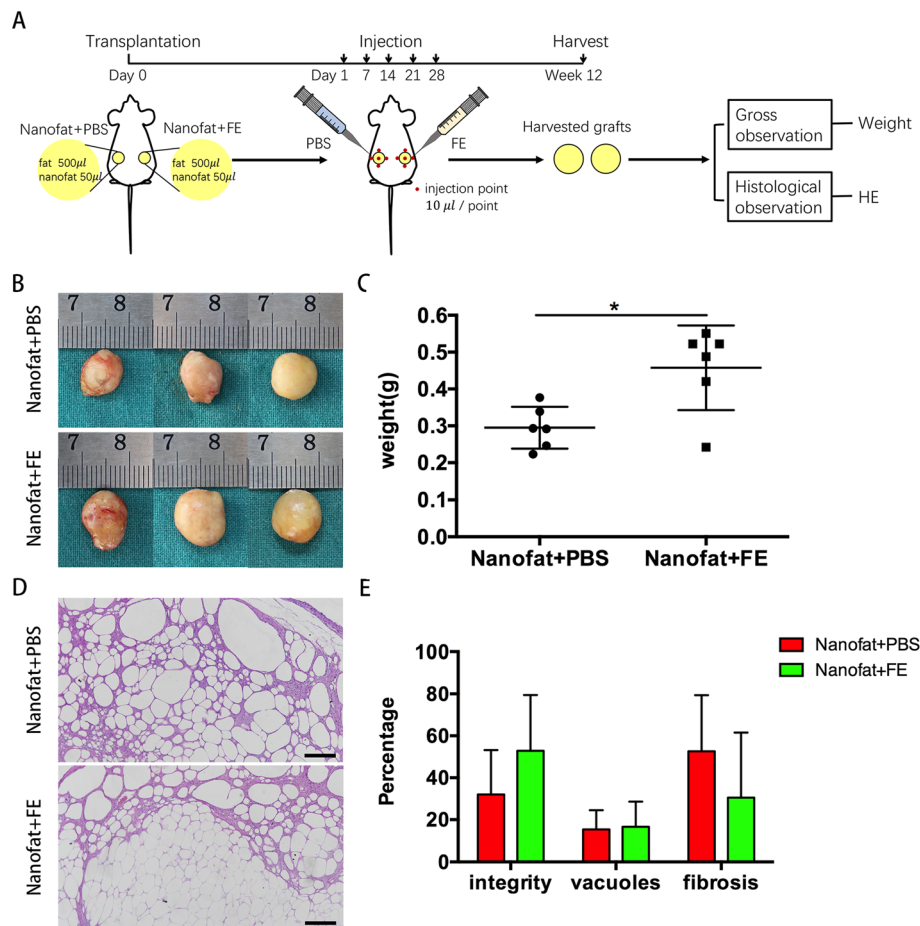 A
Transplantation
Injection
Harvest
Day 0
Day 1
7
14
21
28
Week 12
Nanofat+PBS
Nanofat+FE
fat 500μl
nanofat 50μl
fat 500μl
nanofat 50μl
PBS
FE
• injection point
10 μl / point
Harvested grafts
Gross
observation
Weight
Histological
observation
HE
B
Nanofat+PBS
7 8
7 8
7 8
Nanofat+FE
7 8
7 8
7 8
C
*
weight(g)
0.6
0.5
0.4
0.3
0.2
0.1
0.0
Nanofat+PBS
Nanofat+FE
D
Nanofat+PBS
Nanofat+FE
E
Nanofat+PBS
Nanofat+FE
Percentage
100
80
60
40
20
0
integrity
vacuoles
fibrosis